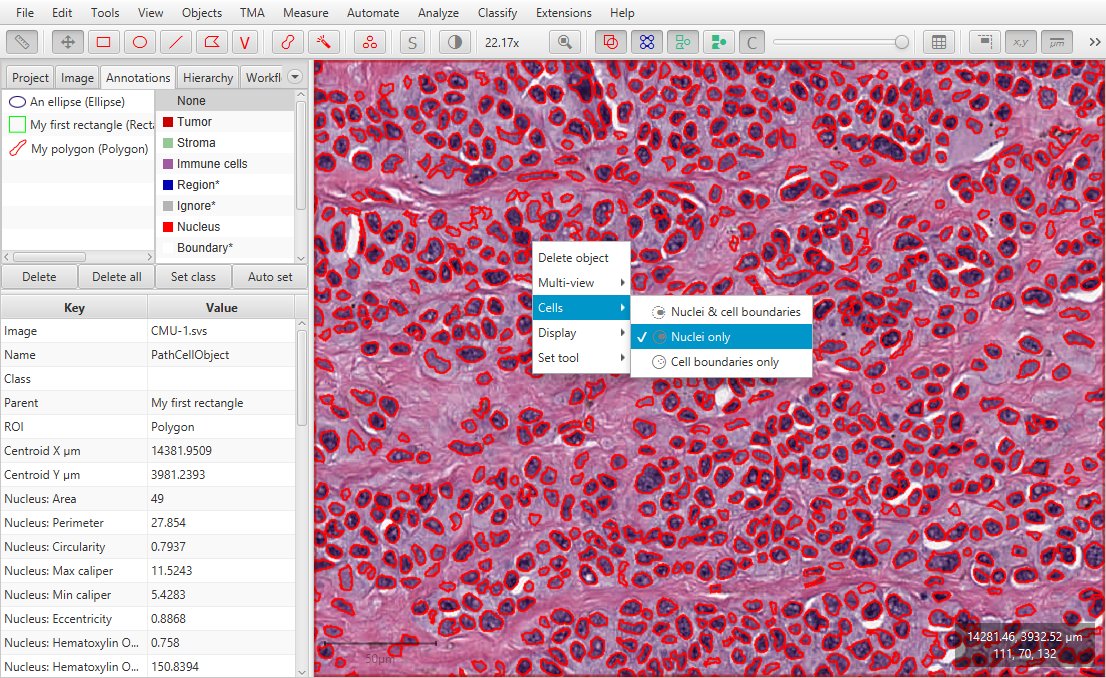 File Edit Tools View Objects TMA Measure Automate Analyze Classify Extensions Help
V S 22.17x C x,y µm
Project Image Annotations Hierarchy Workfl
An ellipse (Ellipse)
My first rectangle (Recta
My polygon (Polygon)
None
Tumor
Stroma
Immune cells
Region*
Ignore*
Nucleus
Boundary*
Delete Delete all Set class Auto set
Key Value
Image CMU-1.svs
Name PathCellObject
Class
Parent My first rectangle
ROI Polygon
Centroid X µm 14381.9509
Centroid Y µm 3981.2393
Nucleus: Area 49
Nucleus: Perimeter 27.854
Nucleus: Circularity 0.7937
Nucleus: Max caliper 11.5243
Nucleus: Min caliper 5.4283
Nucleus: Eccentricity 0.8868
Nucleus: Hematoxylin O... 0.758
Nucleus: Hematoxylin O... 150.8394
Delete object
Multi-view
Cells
Display
Set tool
Nuclei & cell boundaries
Nuclei only
Cell boundaries only
50µm
14281.46, 3932.52 µm
111, 70, 132